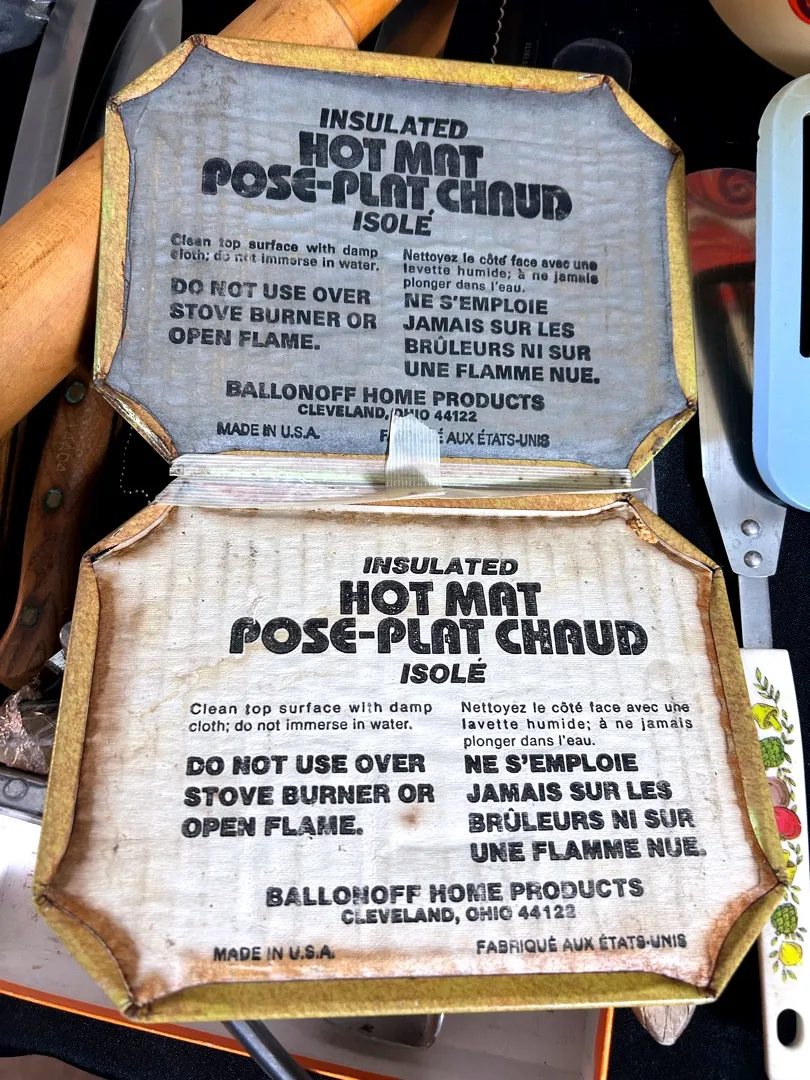 INSULATED
HOT MAT
POSE-PLAT CHAUD
ISOLÉ
Clean top surface with damp
cloth; do not immerse in water.
DO NOT USE OVER
STOVE BURNER OR
OPEN FLAME.
Nettoyez le côté face avec une
lavette humide; à ne jamais
plonger dans l'eau.
NE S'EMPLOIE
JAMAIS SUR LES
BRÛLEURS NI SUR
UNE FLAMME NUE.
BALLONOFF HOME PRODUCTS
CLEVELAND, OHIO 44122
MADE IN U.S.A.
AUX ÉTATS-UNIS
INSULATED
HOT MAT
POSE-PLAT CHAUD
ISOLÉ
Clean top surface with damp
cloth; do not immerse in water.
DO NOT USE OVER
STOVE BURNER OR
OPEN FLAME.
Nettoyez le côté face avec une
lavette humide; à ne jamais
plonger dans l'eau.
NE S'EMPLOIE
JAMAIS SUR LES
BRÛLEURS NI SUR
UNE FLAMME NUE.
BALLONOFF HOME PRODUCTS
CLEVELAND, OHIO 44122
MADE IN U.S.A.
FABRIQUÉ AUX ÉTATS-UNIS